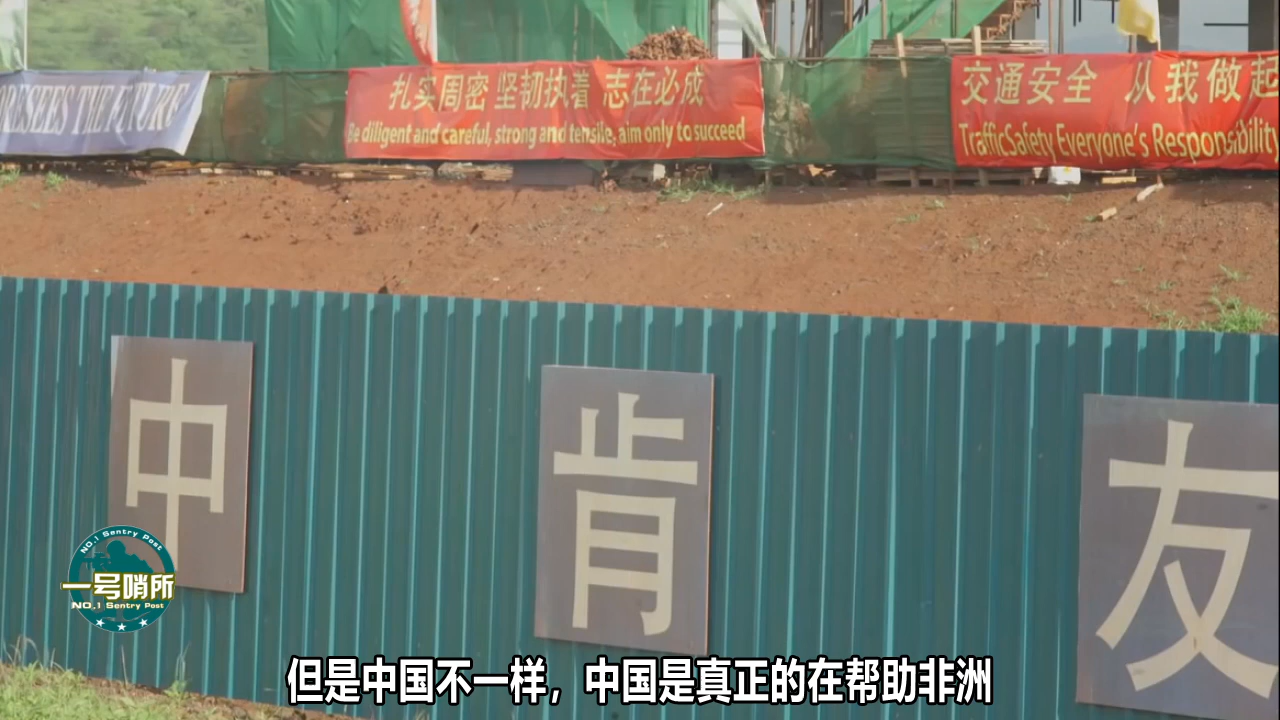 RESEES THE FUTURE
扎实周密 坚韧执着 志在必成
Be diligent and careful, strong and tensile, aim only to succeed
交通安全 从我做起
TrafficSafety Everyone's Responsibility
中 肯 友
NO.1 Sentry Post
一号哨所
NO.1 Sentry Post
但是中国不一样，中国是真正的在帮助非洲